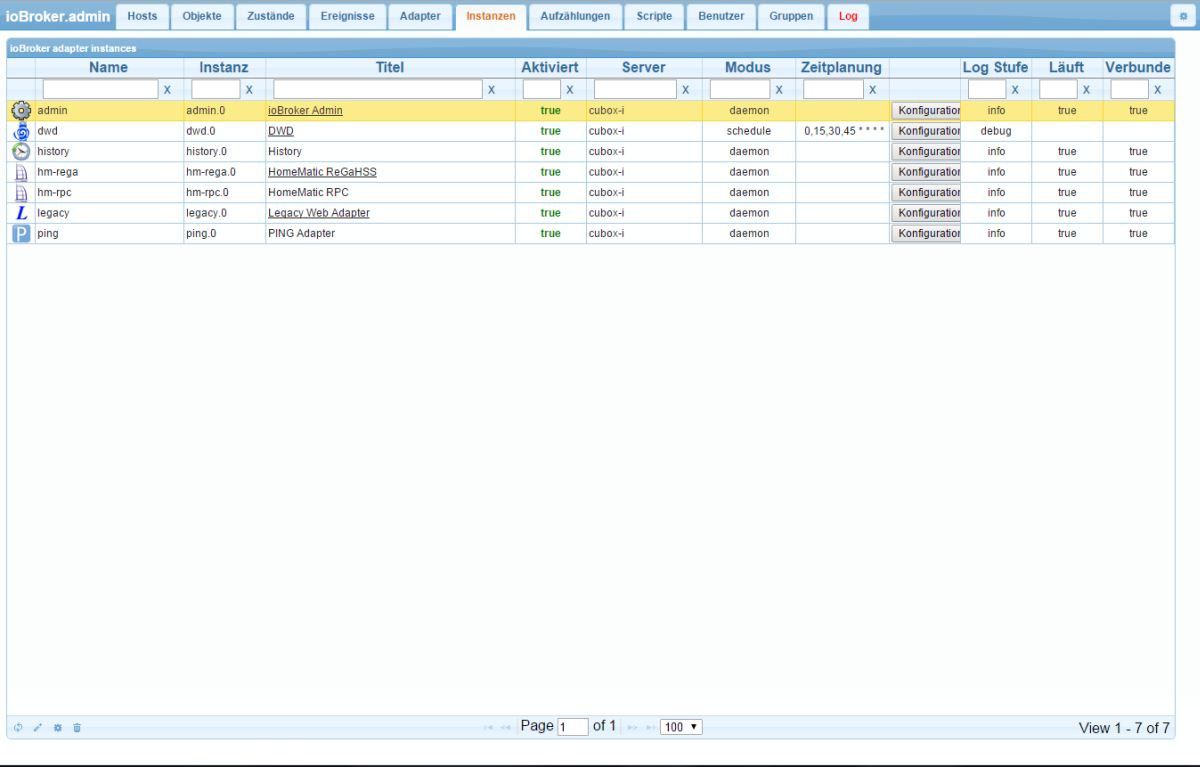 ioBroker.admin Hosts Objekte Zustände Ereignisse Adapter Instanzen Aufzählungen Scripte Benutzer Gruppen Log
ioBroker adapter instances
Name Instanz Titel Aktiviert Server Modus Zeitplanung Log Stufe Läuft Verbunde
X X X X X X X X X X
admin admin.0 ioBroker Admin true cubox-i daemon Konfiguration info true true
dwd dwd.0 DWD true cubox-i schedule 0,15,30,45 * * * * Konfiguration debug
history history.0 History true cubox-i daemon Konfiguration info true true
hm-rega hm-rega.0 HomeMatic ReGaHSS true cubox-i daemon Konfiguration info true true
hm-rpc hm-rpc.0 HomeMatic RPC true cubox-i daemon Konfiguration info true true
L legacy legacy.0 Legacy Web Adapter true cubox-i daemon Konfiguration info true true
P ping ping.0 PING Adapter true cubox-i daemon Konfiguration info true true
Page 1 of 1 100 View 1 - 7 of 7